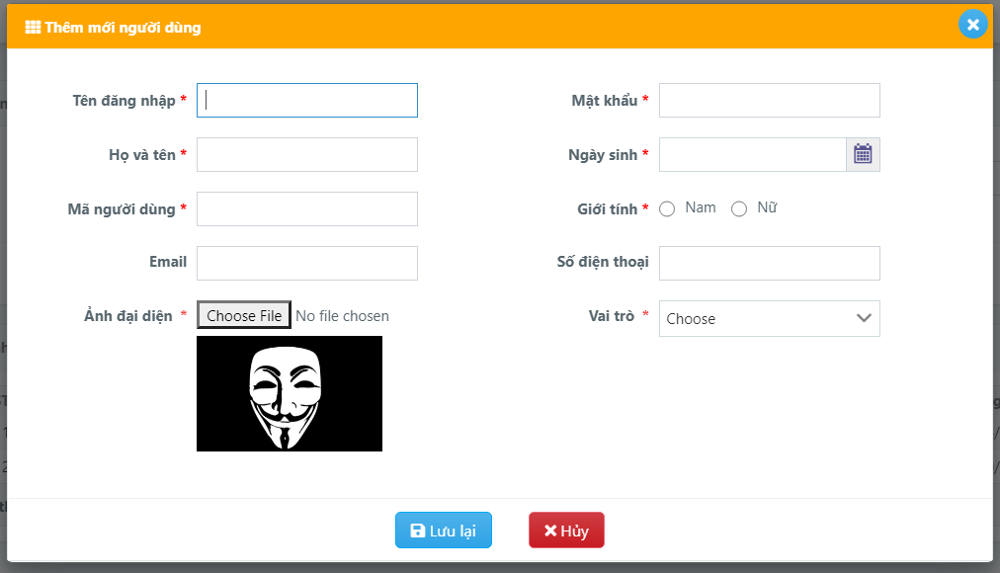 Thêm mới người dùng
Tên đăng nhập *
Mật khẩu *
Họ và tên *
Ngày sinh *
Mã người dùng *
Giới tính * Nam Nữ
Email
Số điện thoại
Ảnh đại diện * Choose File No file chosen
Vai trò * Choose
Lưu lại Hủy